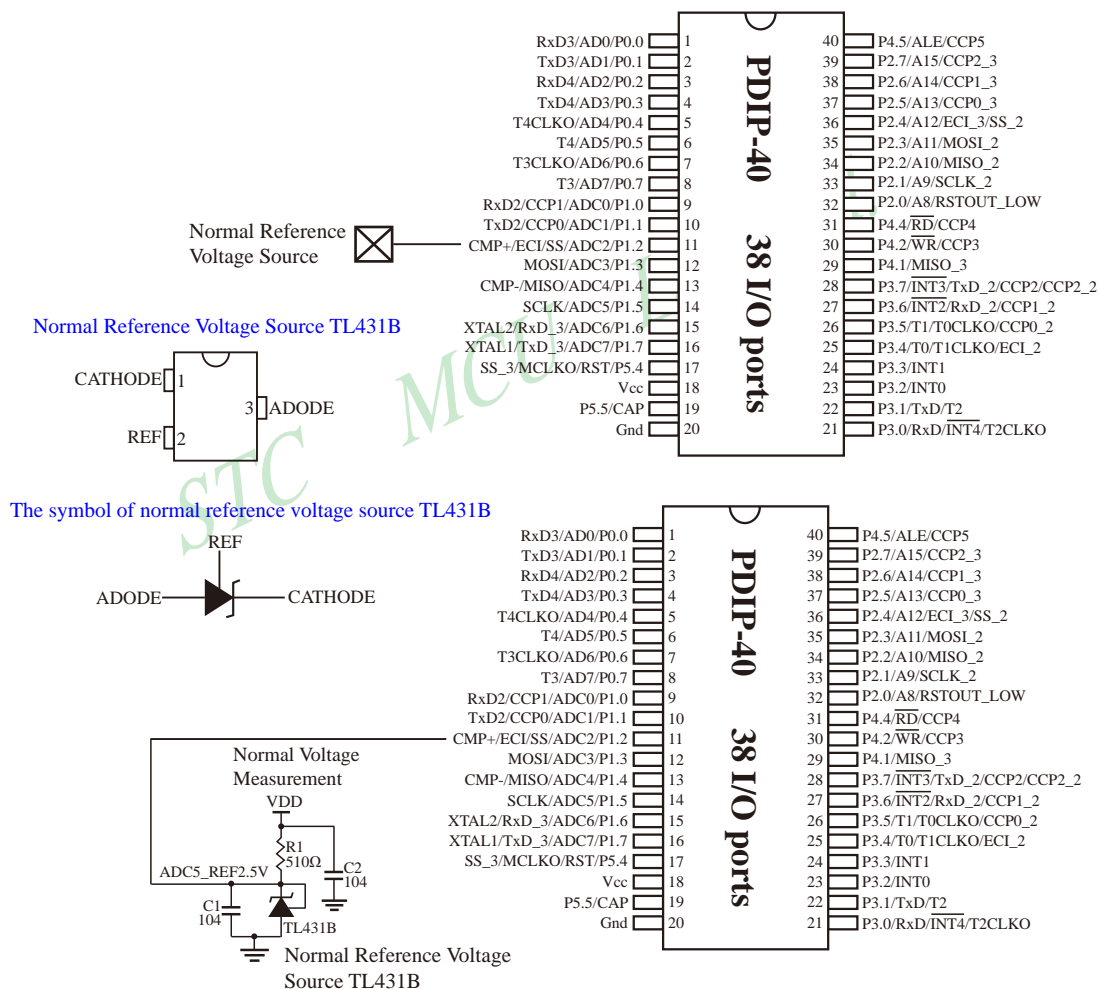 RxD3/AD0/P0.0 1 40 P4.5/ALE/CCP5
TxD3/AD1/P0.1 2 39 P2.7/A15/CCP2_3
RxD4/AD2/P0.2 3 38 P2.6/A14/CCP1_3
TxD4/AD3/P0.3 4 37 P2.5/A13/CCP0_3
T4CLKO/AD4/P0.4 5 36 P2.4/A12/ECI_3/SS_2
T4/AD5/P0.5 6 35 P2.3/A11/MOSI_2
T3CLKO/AD6/P0.6 7 34 P2.2/A10/MISO_2
T3/AD7/P0.7 8 33 P2.1/A9/SCLK_2
RxD2/CCP1/ADC0/P1.0 9 32 P2.0/A8/RSTOUT_LOW
TxD2/CCP0/ADC1/P1.1 10 31 P4.4/RD/CCP4
CMP+/ECI/SS/ADC2/P1.2 11 30 P4.2/WR/CCP3
MOSI/ADC3/P1.3 12 29 P4.1/MISO_3
CMP-/MISO/ADC4/P1.4 13 28 P3.7/INT3/TxD_2/CCP2/CCP2_2
SCLK/ADC5/P1.5 14 27 P3.6/INT2/RxD_2/CCP1_2
XTAL2/RxD_3/ADC6/P1.6 15 26 P3.5/T1/T0CLKO/CCP0_2
XTAL1/TxD_3/ADC7/P1.7 16 25 P3.4/T0/T1CLKO/ECI_2
SS_3/MCLKO/RST/P5.4 17 24 P3.3/INT1
Vcc 18 23 P3.2/INT0
P5.5/CAP 19 22 P3.1/TxD/T2
Gnd 20 21 P3.0/RxD/INT4/T2CLKO
PDIP-40 38 I/O ports
Normal Reference
Voltage Source
Normal Reference Voltage Source TL431B
CATHODE 1
3 ADODE
REF 2
STC MCU
The symbol of normal reference voltage source TL431B
REF
ADODE CATHODE
RxD3/AD0/P0.0 1 40 P4.5/ALE/CCP5
TxD3/AD1/P0.1 2 39 P2.7/A15/CCP2_3
RxD4/AD2/P0.2 3 38 P2.6/A14/CCP1_3
TxD4/AD3/P0.3 4 37 P2.5/A13/CCP0_3
T4CLKO/AD4/P0.4 5 36 P2.4/A12/ECI_3/SS_2
T4/AD5/P0.5 6 35 P2.3/A11/MOSI_2
T3CLKO/AD6/P0.6 7 34 P2.2/A10/MISO_2
T3/AD7/P0.7 8 33 P2.1/A9/SCLK_2
RxD2/CCP1/ADC0/P1.0 9 32 P2.0/A8/RSTOUT_LOW
TxD2/CCP0/ADC1/P1.1 10 31 P4.4/RD/CCP4
CMP+/ECI/SS/ADC2/P1.2 11 30 P4.2/WR/CCP3
MOSI/ADC3/P1.3 12 29 P4.1/MISO_3
CMP-/MISO/ADC4/P1.4 13 28 P3.7/INT3/TxD_2/CCP2/CCP2_2
SCLK/ADC5/P1.5 14 27 P3.6/INT2/RxD_2/CCP1_2
XTAL2/RxD_3/ADC6/P1.6 15 26 P3.5/T1/T0CLKO/CCP0_2
XTAL1/TxD_3/ADC7/P1.7 16 25 P3.4/T0/T1CLKO/ECI_2
SS_3/MCLKO/RST/P5.4 17 24 P3.3/INT1
Vcc 18 23 P3.2/INT0
P5.5/CAP 19 22 P3.1/TxD/T2
Gnd 20 21 P3.0/RxD/INT4/T2CLKO
PDIP-40 38 I/O ports
Normal Voltage
Measurement
VDD
R1
510Ω
C2
104
ADC5_REF2.5V
C1
104
TL431B
Normal Reference Voltage
Source TL431B